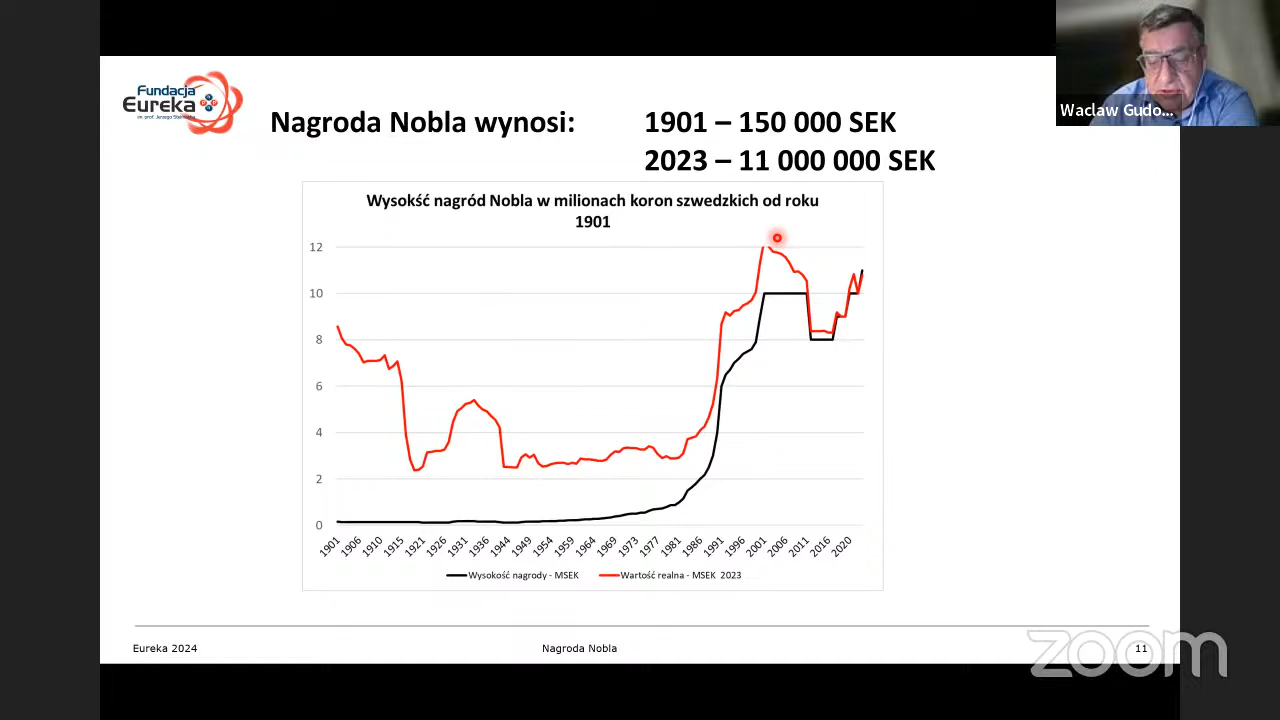 Fundacja
Eureka
im. prof. Jerzego
Nagroda Nobla wynosi:
1901 – 150 000 SEK
2023 – 11 000 000 SEK
Waclaw Gudo...
Wysokść nagród Nobla w milionach koron szwedzkich od roku
1901
12
10
8
6
4
2
0
1901 1906 1910 1915 1921 1926 1931 1936 1944 1949 1954 1959 1964 1969 1973 1977 1981 1986 1991 1996 2001 2006 2011 2016 2020
Wysokość nagrody - MSEK
Wartość realna - MSEK 2023
Eureka 2024
Nagroda Nobla
11
zoom